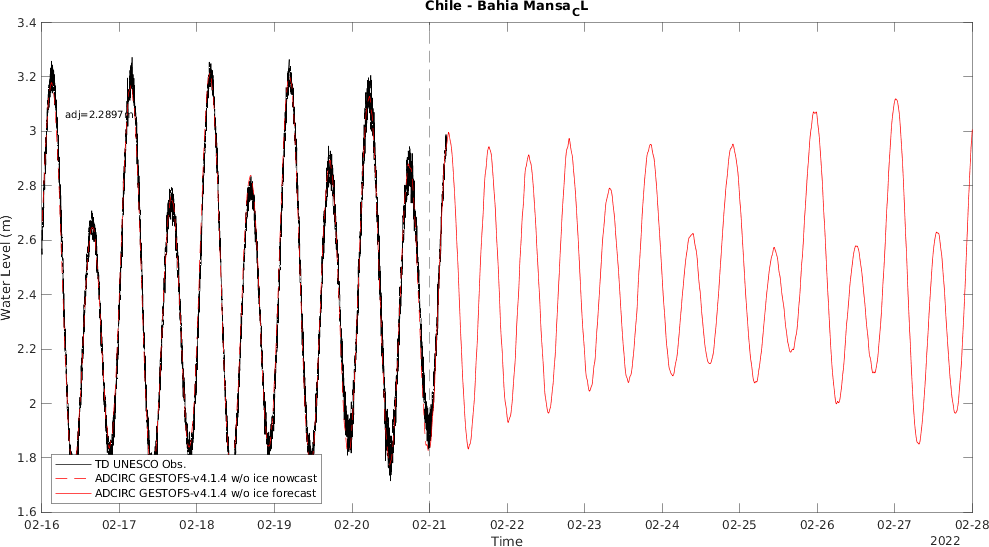 Chile - Bahia Mansa_CL
3.4
3.2
3
2.8
2.6
2.4
2.2
2
1.8
1.6
Water Level (m)
adj=2.2897m
TD UNESCO Obs.
ADCIRC GESTOFS-v4.1.4 w/o ice nowcast
ADCIRC GESTOFS-v4.1.4 w/o ice forecast
02-16 02-17 02-18 02-19 02-20 02-21 02-22 02-23 02-24 02-25 02-26 02-27 02-28
Time
2022